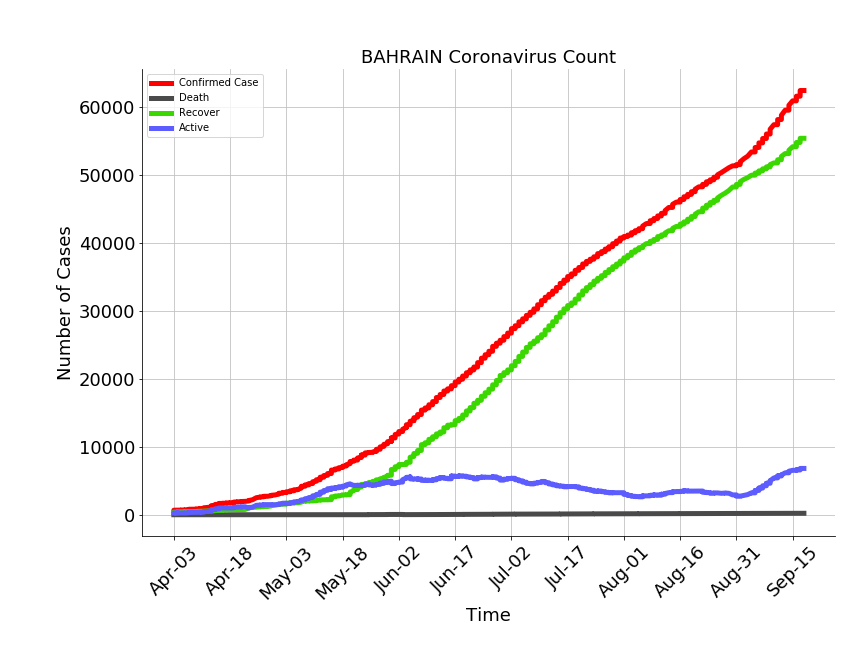 BAHRAIN Coronavirus Count
Confirmed Case
Death
Recover
Active
Number of Cases
60000
50000
40000
30000
20000
10000
0
Apr-03
Apr-18
May-03
May-18
Jun-02
Jun-17
Jul-02
Jul-17
Aug-01
Aug-16
Aug-31
Sep-15
Time